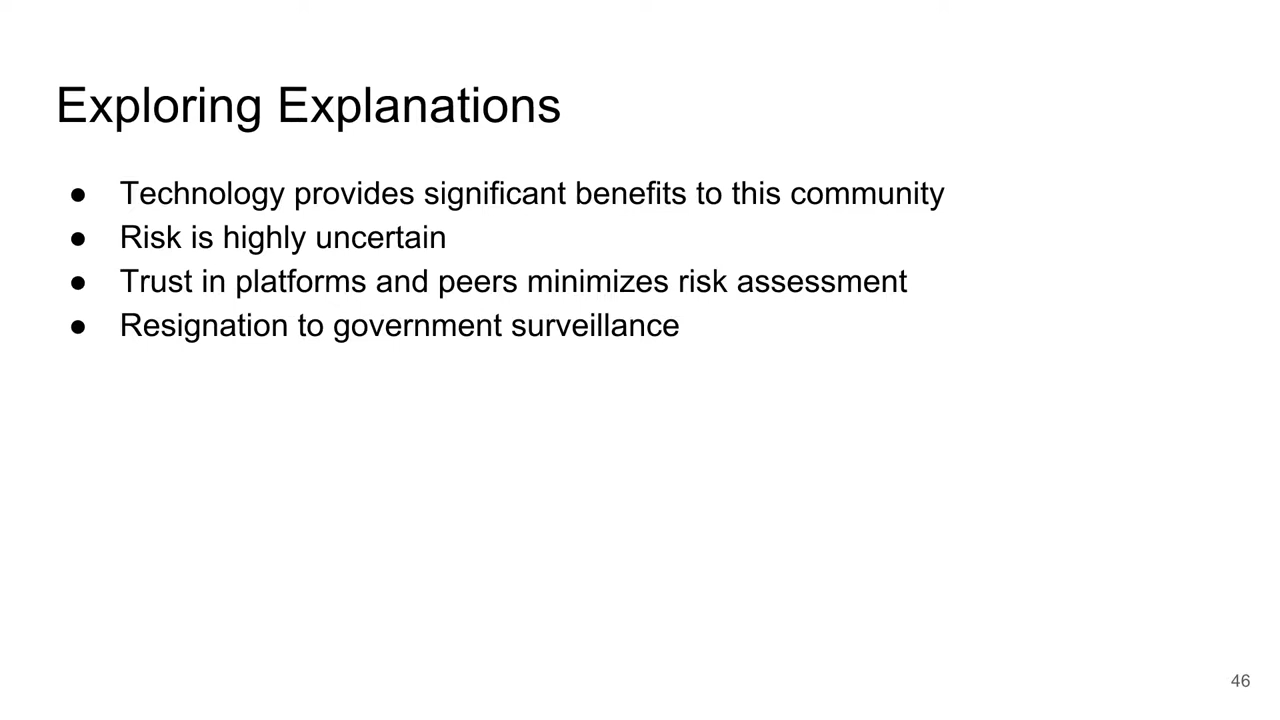 Exploring Explanations
● Technology provides significant benefits to this community
● Risk is highly uncertain
● Trust in platforms and peers minimizes risk assessment
● Resignation to government surveillance
46